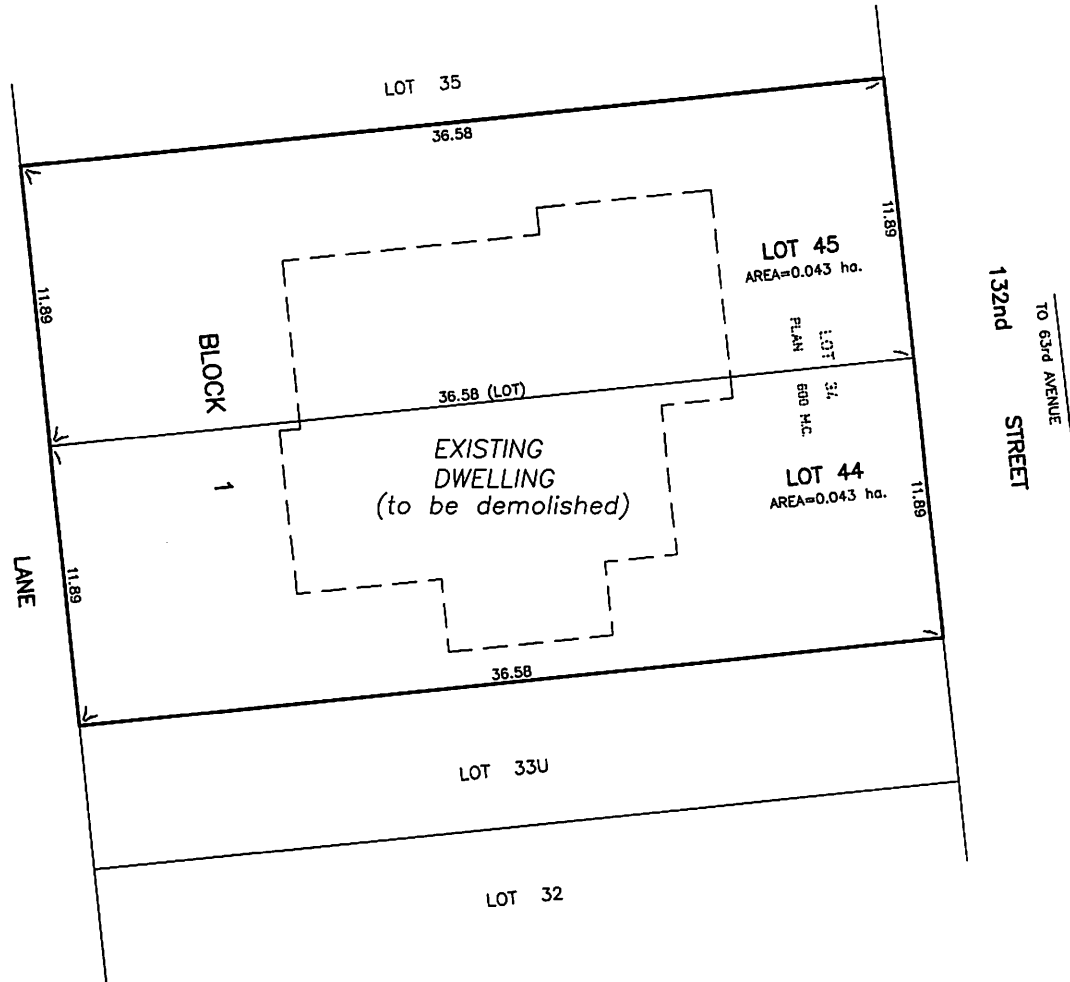 LOT 35
36.58
11.89
11.89
LOT 45
AREA=0.043 ha.
132nd STREET
TO 63rd AVENUE
BLOCK 1
LOT 34
PLAN 600 M.C.
36.58 (LOT)
EXISTING
DWELLING
(to be demolished)
LOT 44
AREA=0.043 ha.
11.89
11.89
LANE
36.58
LOT 33U
LOT 32